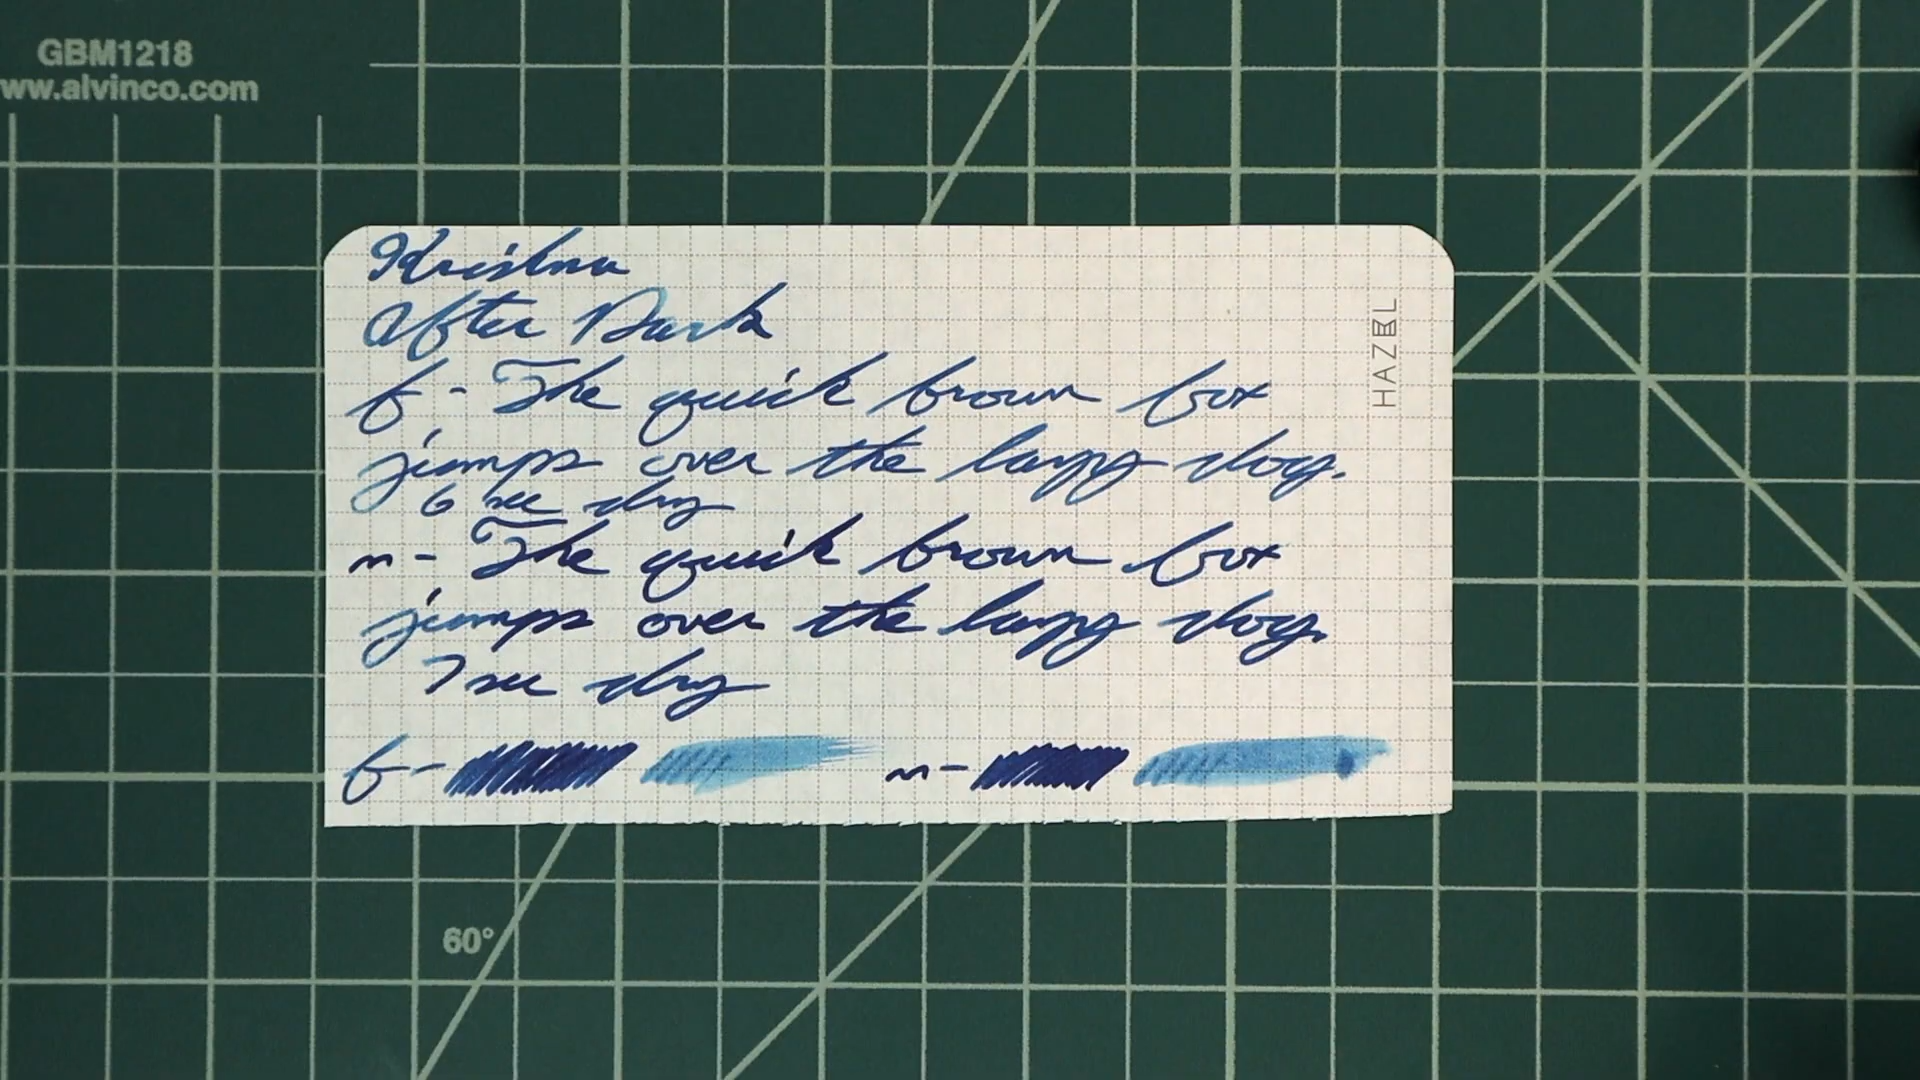 GBM1218
ww.alvinco.com
Krishna
After Dark
f - The quick brown fox
jumps over the lazy dog.
6 sec dry
m - The quick brown fox
jumps over the lazy dog.
7 sec dry
f - m -
HAZEL
60°